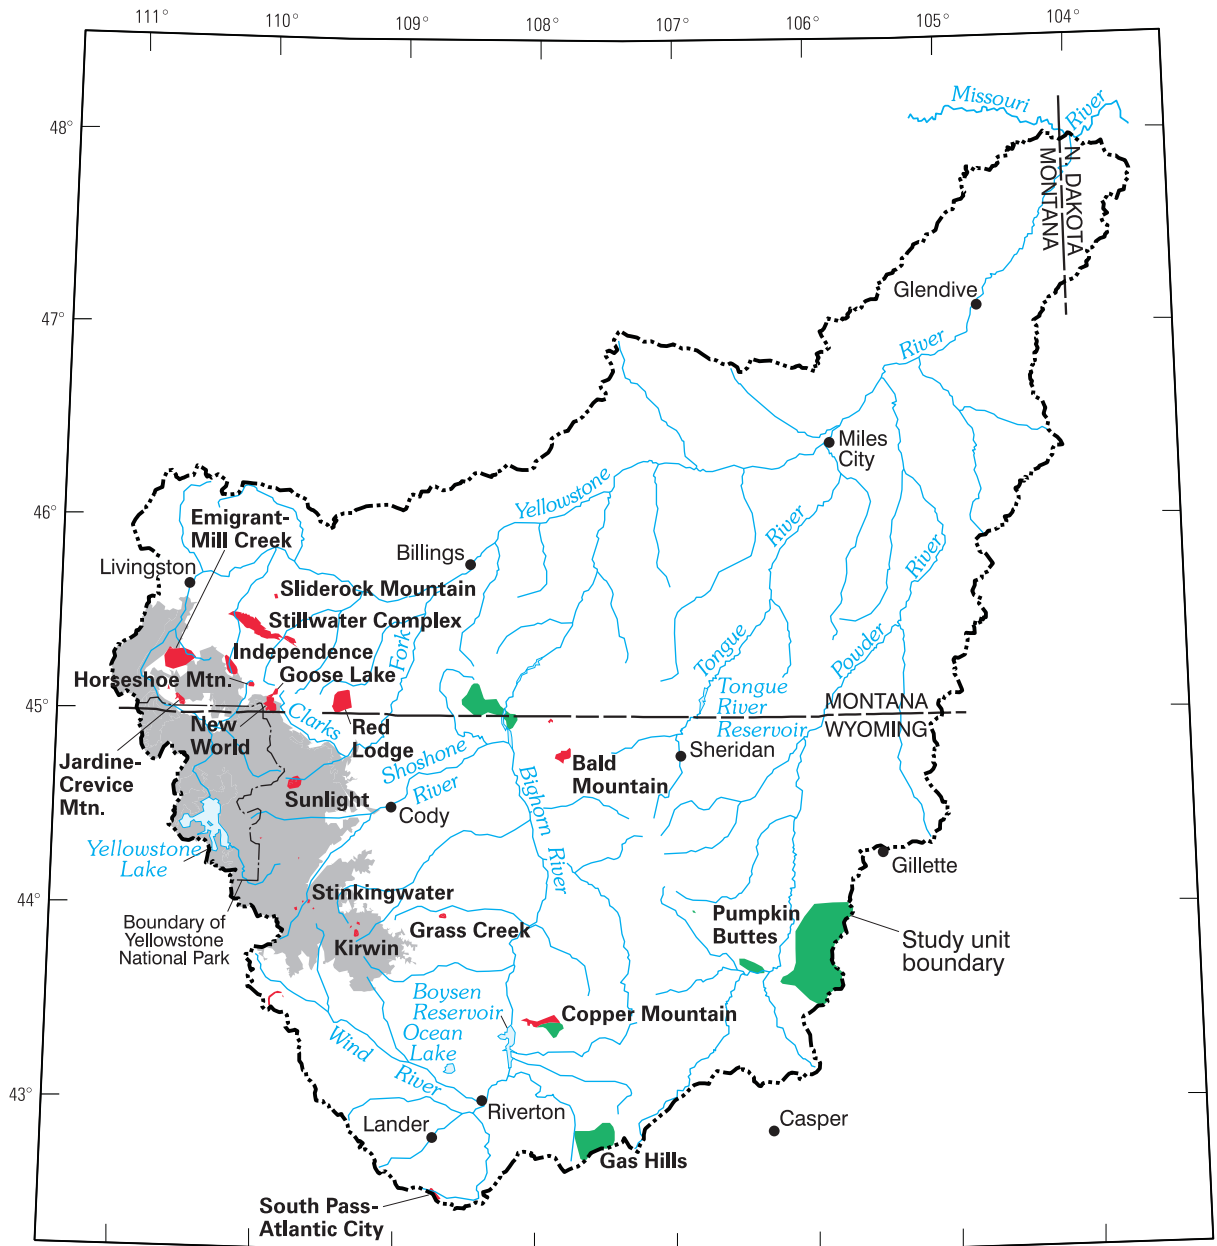 111°
110°
109°
108°
107°
106°
105°
104°
48°
47°
46°
45°
44°
43°
Missouri
River
N. DAKOTA
MONTANA
Glendive
River
Miles
City
Yellowstone
River
River
Emigrant-
Mill Creek
Billings
Livingston
Sliderock Mountain
Stillwater Complex
Independence
Goose Lake
Horseshoe Mtn.
Fork
Clarks
Tongue
Powder
Tongue
River
Reservoir
MONTANA
WYOMING
New
World
Red
Lodge
Jardine-
Crevice
Mtn.
Shoshone
River
Bald
Mountain
Sheridan
Sunlight
Cody
Bighorn
River
Yellowstone
Lake
Gillette
Stinkingwater
Boundary of
Yellowstone
National Park
Kirwin
Grass Creek
Pumpkin
Buttes
Study unit
boundary
Boysen
Reservoir
Ocean
Lake
Copper Mountain
Wind
River
Riverton
Lander
Casper
Gas Hills
South Pass-
Atlantic City